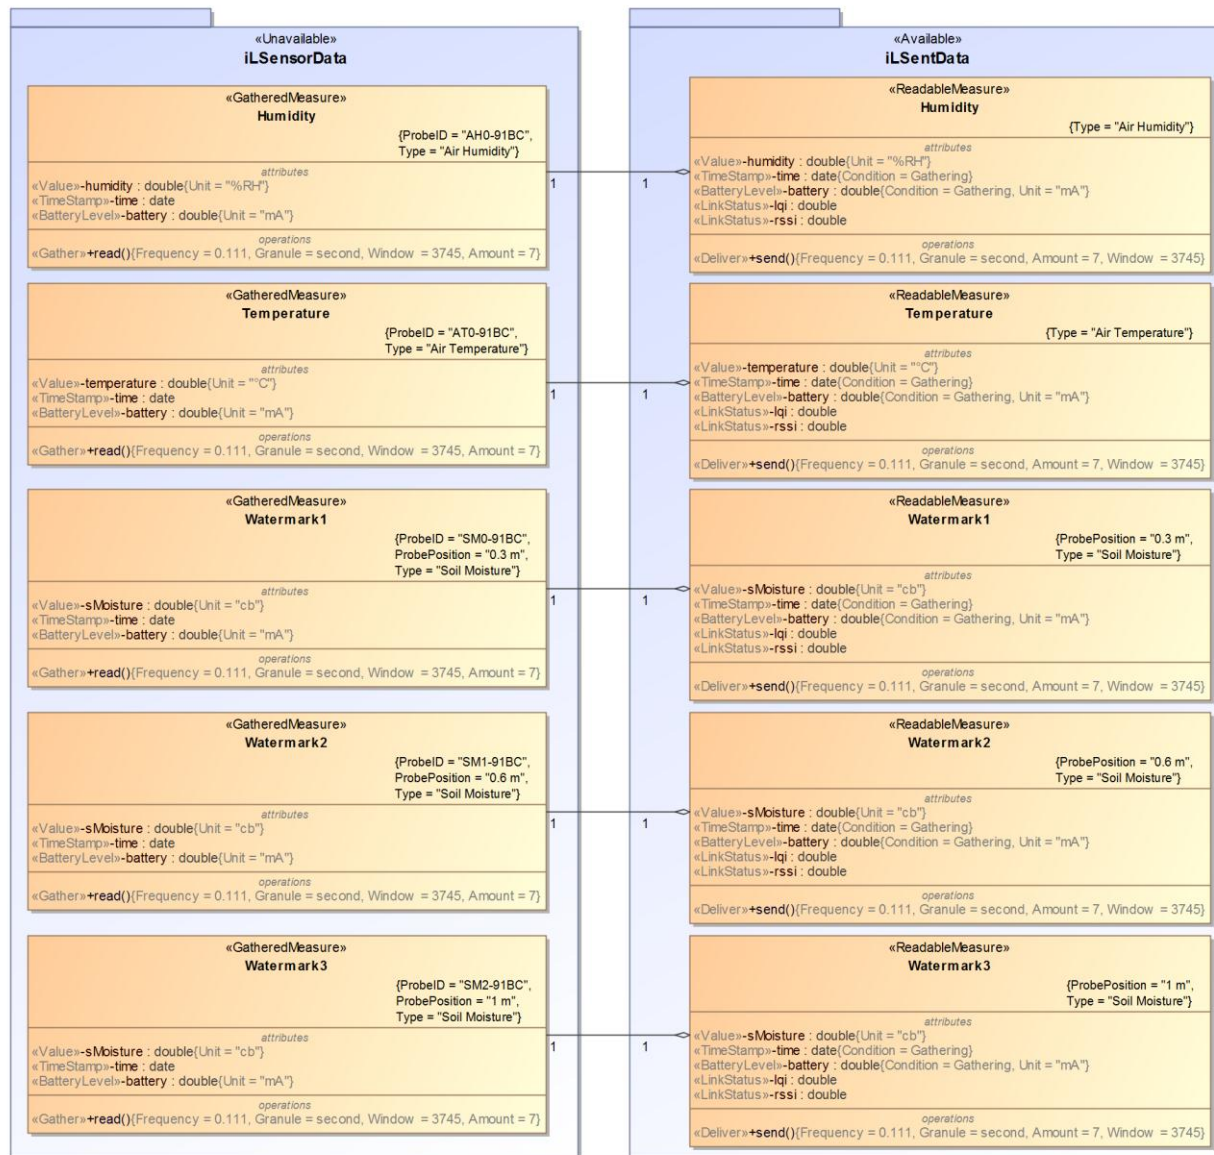 «Unavailable»
iLSensorData
«GatheredMeasure»
Humidity
{ProbeID = "AH0-91BC",
Type = "Air Humidity"}
attributes
«Value»-humidity : double{Unit = "%RH"}
«TimeStamp»-time : date
«BatteryLevel»-battery : double{Unit = "mA"}
operations
«Gather»+read(){Frequency = 0.111, Granule = second, Window = 3745, Amount = 7}
«GatheredMeasure»
Temperature
{ProbeID = "AT0-91BC",
Type = "Air Temperature"}
attributes
«Value»-temperature : double{Unit = "°C"}
«TimeStamp»-time : date
«BatteryLevel»-battery : double{Unit = "mA"}
operations
«Gather»+read(){Frequency = 0.111, Granule = second, Window = 3745, Amount = 7}
«GatheredMeasure»
Watermark1
{ProbeID = "SM0-91BC",
ProbePosition = "0.3 m",
Type = "Soil Moisture"}
attributes
«Value»-sMoisture : double{Unit = "cb"}
«TimeStamp»-time : date
«BatteryLevel»-battery : double{Unit = "mA"}
operations
«Gather»+read(){Frequency = 0.111, Granule = second, Window = 3745, Amount = 7}
«GatheredMeasure»
Watermark2
{ProbeID = "SM1-91BC",
ProbePosition = "0.6 m",
Type = "Soil Moisture"}
attributes
«Value»-sMoisture : double{Unit = "cb"}
«TimeStamp»-time : date
«BatteryLevel»-battery : double{Unit = "mA"}
operations
«Gather»+read(){Frequency = 0.111, Granule = second, Window = 3745, Amount = 7}
«GatheredMeasure»
Watermark3
{ProbeID = "SM2-91BC",
ProbePosition = "1 m",
Type = "Soil Moisture"}
attributes
«Value»-sMoisture : double{Unit = "cb"}
«TimeStamp»-time : date
«BatteryLevel»-battery : double{Unit = "mA"}
operations
«Gather»+read(){Frequency = 0.111, Granule = second, Window = 3745, Amount = 7}
1 1
1 1
1 1
1 1
1 1
«Available»
iLSentData
«ReadableMeasure»
Humidity
{Type = "Air Humidity"}
attributes
«Value»-humidity : double{Unit = "%RH"}
«TimeStamp»-time : date{Condition = Gathering}
«BatteryLevel»-battery : double{Condition = Gathering, Unit = "mA"}
«LinkStatus»-lqi : double
«LinkStatus»-rssi : double
operations
«Deliver»+send(){Frequency = 0.111, Granule = second, Amount = 7, Window = 3745}
«ReadableMeasure»
Temperature
{Type = "Air Temperature"}
attributes
«Value»-temperature : double{Unit = "°C"}
«TimeStamp»-time : date{Condition = Gathering}
«BatteryLevel»-battery : double{Condition = Gathering, Unit = "mA"}
«LinkStatus»-lqi : double
«LinkStatus»-rssi : double
operations
«Deliver»+send(){Frequency = 0.111, Granule = second, Amount = 7, Window = 3745}
«ReadableMeasure»
Watermark1
{ProbePosition = "0.3 m",
Type = "Soil Moisture"}
attributes
«Value»-sMoisture : double{Unit = "cb"}
«TimeStamp»-time : date{Condition = Gathering}
«BatteryLevel»-battery : double{Condition = Gathering, Unit = "mA"}
«LinkStatus»-lqi : double
«LinkStatus»-rssi : double
operations
«Deliver»+send(){Frequency = 0.111, Granule = second, Amount = 7, Window = 3745}
«ReadableMeasure»
Watermark2
{ProbePosition = "0.6 m",
Type = "Soil Moisture"}
attributes
«Value»-sMoisture : double{Unit = "cb"}
«TimeStamp»-time : date{Condition = Gathering}
«BatteryLevel»-battery : double{Condition = Gathering, Unit = "mA"}
«LinkStatus»-lqi : double
«LinkStatus»-rssi : double
operations
«Deliver»+send(){Frequency = 0.111, Granule = second, Amount = 7, Window = 3745}
«ReadableMeasure»
Watermark3
{ProbePosition = "1 m",
Type = "Soil Moisture"}
attributes
«Value»-sMoisture : double{Unit = "cb"}
«TimeStamp»-time : date{Condition = Gathering}
«BatteryLevel»-battery : double{Condition = Gathering, Unit = "mA"}
«LinkStatus»-lqi : double
«LinkStatus»-rssi : double
operations
«Deliver»+send(){Frequency = 0.111, Granule = second, Amount = 7, Window = 3745}